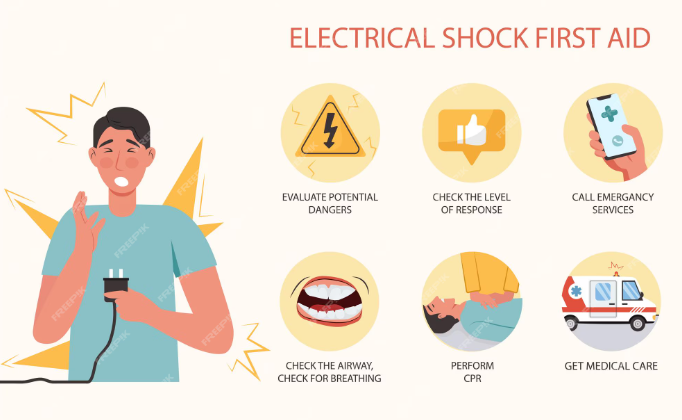 ELECTRICAL SHOCK FIRST AID
EVALUATE POTENTIAL
DANGERS
CHECK THE LEVEL
OF RESPONSE
CALL EMERGANCY
SERVICES
CHECK THE AIRWAY,
CHECK FOR BREATHING
PERFORM
CPR
GET MEDICAL CARE
FREEPIK